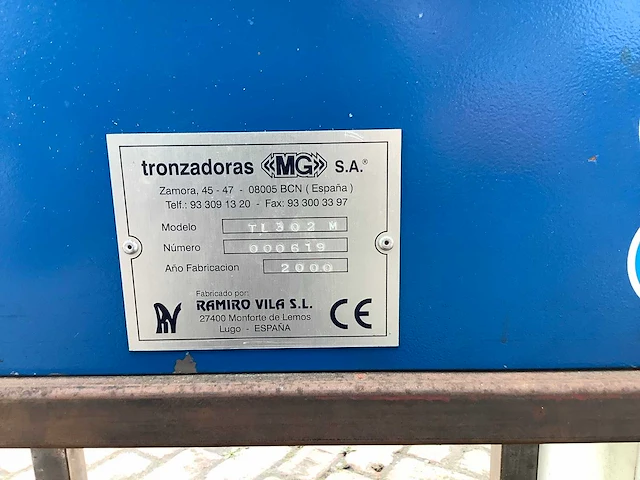 tronzadoras MG S.A.®
Zamora, 45 - 47 - 08005 BCN (España)
Telf.: 93 309 13 20 - Fax: 93 300 33 97
Modelo TL302 M
Número 000619
Año Fabricacion 2000
Fabricado por:
RAMIRO VILA S.L.
27400 Monforte de Lemos
Lugo - ESPAÑA
RV
CE